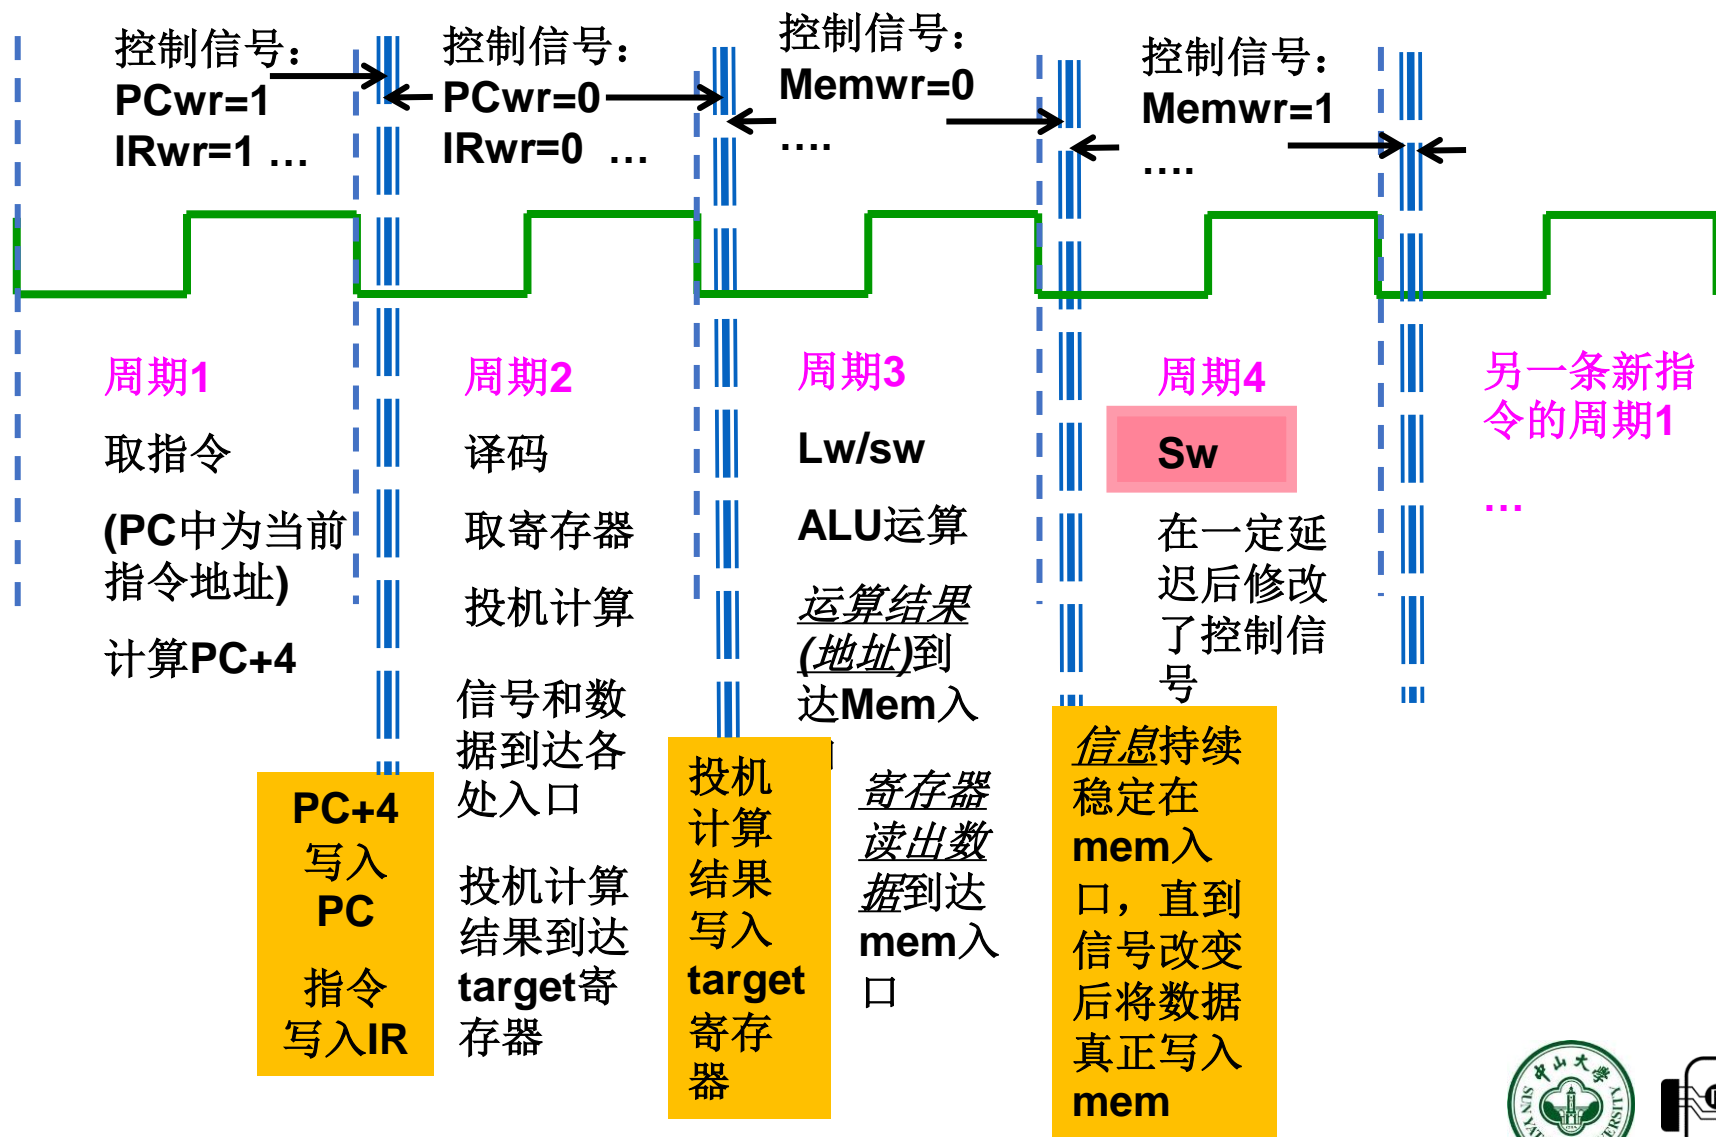 控制信号：
PCwr=1
IRwr=1 …
控制信号：
PCwr=0
IRwr=0 …
控制信号：
Memwr=0
….
控制信号：
Memwr=1
….
周期1
取指令
(PC中为当前
指令地址)
计算PC+4
PC+4
写入
PC
指令
写入IR
周期2
译码
取寄存器
投机计算
信号和数
据到达各
处入口
投机计算
结果到达
target寄
存器
投机
计算
结果
写入
target
寄存
器
周期3
Lw/sw
ALU运算
运算结果
(地址)到
达Mem入
寄存器
读出数
据到达
mem入
口
周期4
Sw
在一定延
迟后修改
了控制信
号
信息持续
稳定在
mem入
口，直到
信号改变
后将数据
真正写入
mem
另一条新指
令的周期1
…
中山大学